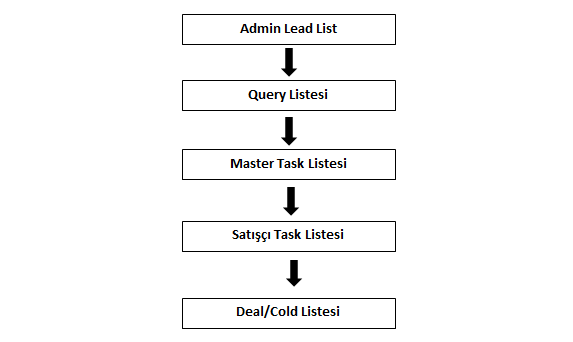 Admin Lead List
Query Listesi
Master Task Listesi
Satışçı Task Listesi
Deal/Cold Listesi